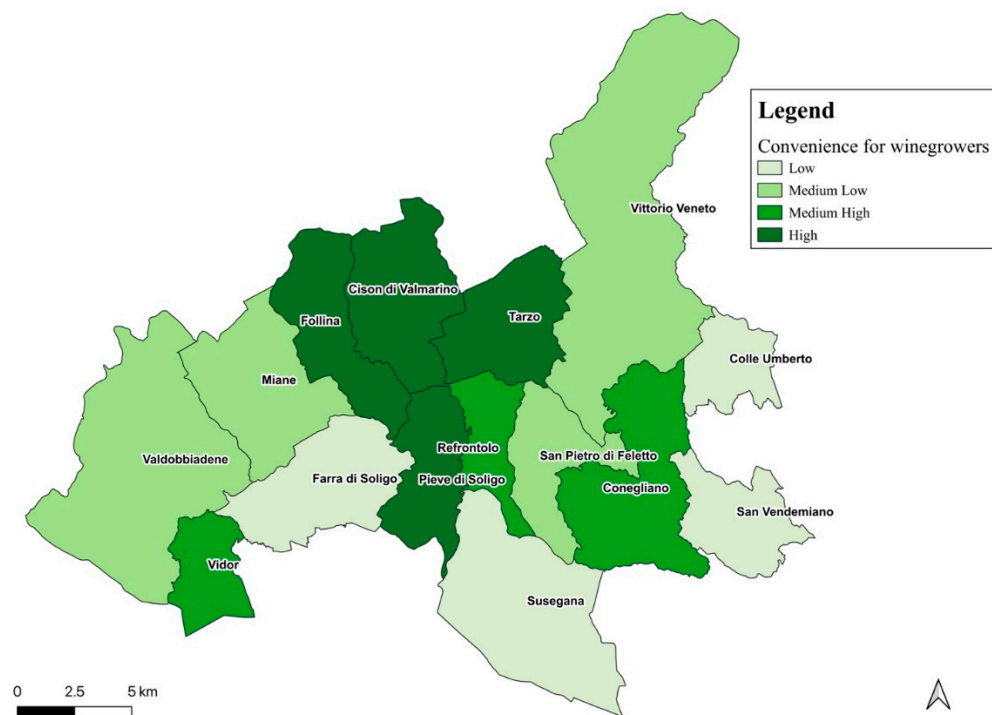 Legend
Convenience for winegrowers
Low
Medium Low
Medium High
High
Vittorio Veneto
Cison di Valmarino
Follina
Tarzo
Colle Umberto
Miane
Refrontolo
San Pietro di Feletto
Valdobbiadene
Farra di Soligo
Pieve di Soligo
Conegliano
San Vendemiano
Vidor
Susegana
0 2.5 5 km